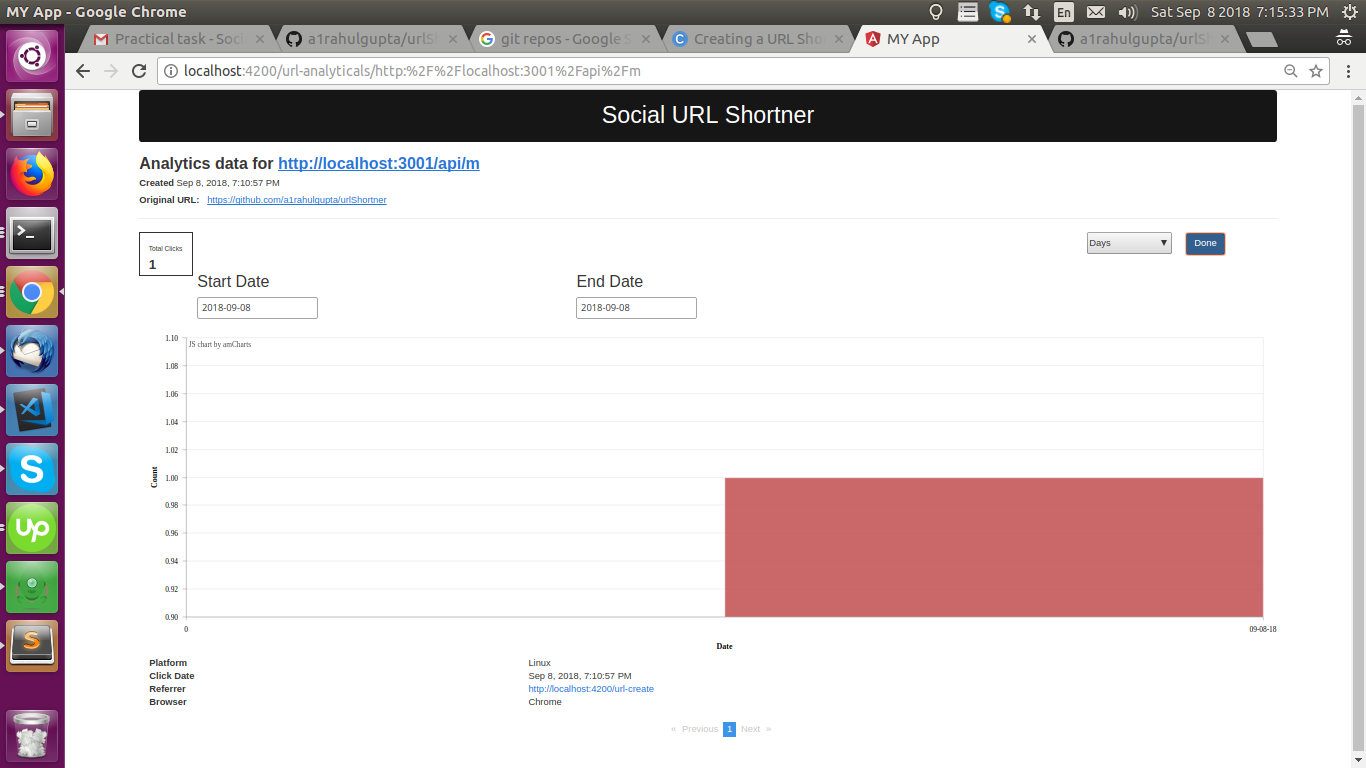 MY App - Google Chrome
En
Sat Sep 8 2018 7:15:33 PM
Practical task - Soci
a1rahulgupta/urlSh
git repos - Google S
Creating a URL Shor
MY App
a1rahulgupta/urlSh
localhost:4200/url-analyticals/http:%2F%2Flocalhost:3001%2Fapi%2Fm
Social URL Shortner
Analytics data for http://localhost:3001/api/m
Created Sep 8, 2018, 7:10:57 PM
Original URL: https://github.com/a1rahulgupta/urlShortner
Total Clicks
1
Days
Done
Start Date
End Date
2018-09-08
2018-09-08
JS chart by amCharts
1.10
1.08
1.06
1.04
1.02
1.00
0.98
0.96
0.94
0.92
0.90
Count
0
09-08-18
Date
Platform Linux
Click Date Sep 8, 2018, 7:10:57 PM
Referrer http://localhost:4200/url-create
Browser Chrome
« Previous 1 Next »